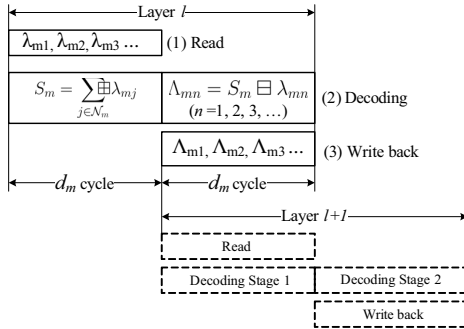 Layer l
λm1, λm2, λm3 ... (1) Read
Sm = ∑⊞ λmj Λmn = Sm ⊟ λmn (2) Decoding
j∈Nm (n =1, 2, 3, …)
Λm1, Λm2, Λm3 ... (3) Write back
dm cycle dm cycle
Layer l+1
Read
Decoding Stage 1 Decoding Stage 2
Write back